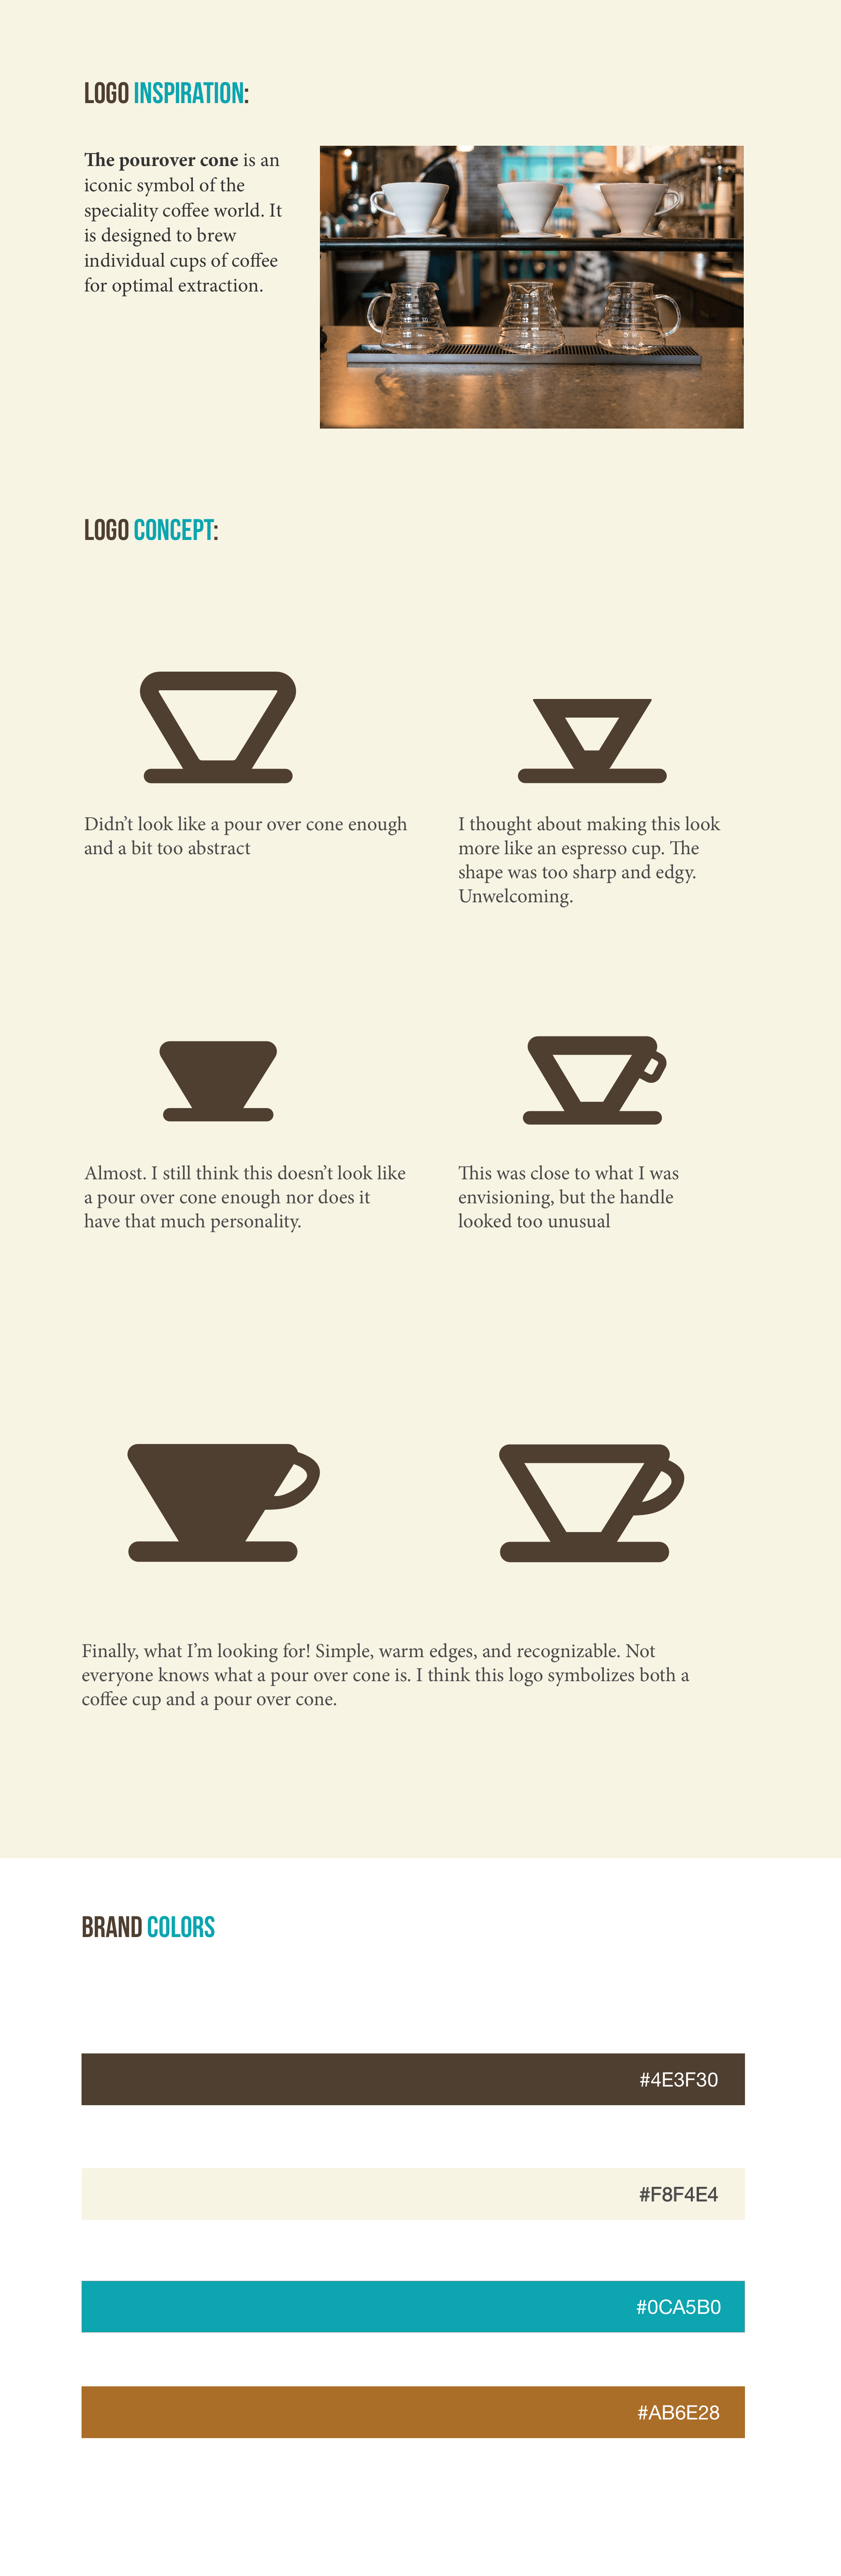 LOGO INSPIRATION:
The pourover cone is an
iconic symbol of the
speciality coffee world. It
is designed to brew
individual cups of coffee
for optimal extraction.
LOGO CONCEPT:
Didn't look like a pour over cone enough
and a bit too abstract
I thought about making this look
more like an espresso cup. The
shape was too sharp and edgy.
Unwelcoming.
Almost. I still think this doesn't look like
a pour over cone enough nor does it
have that much personality.
This was close to what I was
envisioning, but the handle
looked too unusual
Finally, what I'm looking for! Simple, warm edges, and recognizable. Not
everyone knows what a pour over cone is. I think this logo symbolizes both a
coffee cup and a pour over cone.
BRAND COLORS
#4E3F30
#F8F4E4
#0CA5B0
#AB6E28